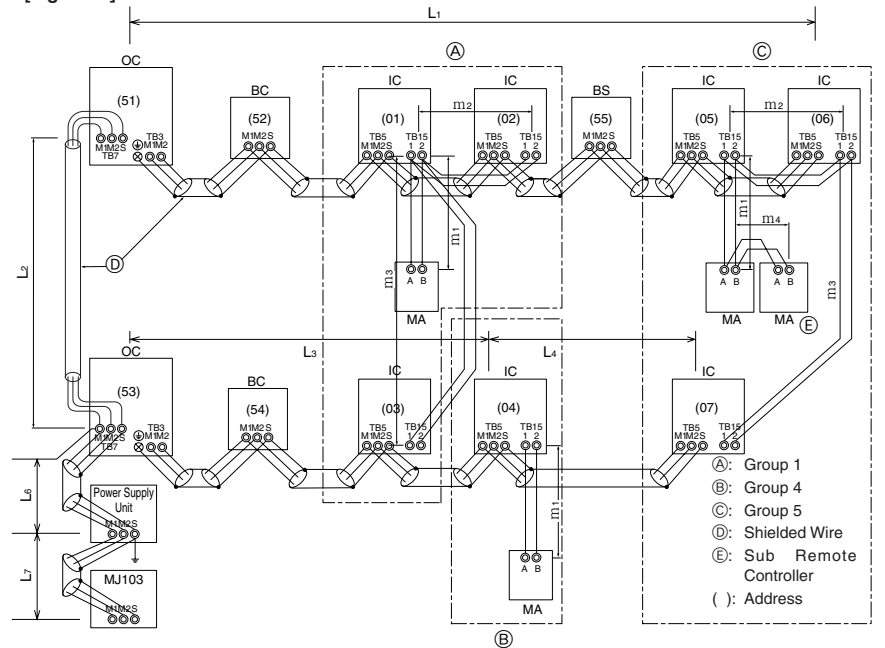 L1
A
C
OC
IC
IC
IC
IC
BC
BS
(51)
(52)
(01)
m2
(02)
(55)
(05)
m2
(06)
TB3
M1M2
M1M2S
TB7
M1M2S
TB5
M1M2S
TB15
1 2
TB5
M1M2S
TB15
1 2
M1M2S
TB5
M1M2S
TB15
1 2
TB5
M1M2S
TB15
1 2
m1
m1
m4
L2
D
m3
A B
MA
A B
MA
A B
MA
E
m3
L3
L4
OC
BC
IC
IC
IC
(53)
(54)
(03)
(04)
(07)
TB3
M1M2
M1M2S
TB7
M1M2S
TB5
M1M2S
TB15
1 2
TB5
M1M2S
TB15
1 2
TB5
M1M2S
TB15
1 2
L6
Power Supply
Unit
M1M2S
L7
MJ103
M1M2S
m1
A B
MA
B
A: Group 1
B: Group 4
C: Group 5
D: Shielded Wire
E: Sub Remote
Controller
( ): Address